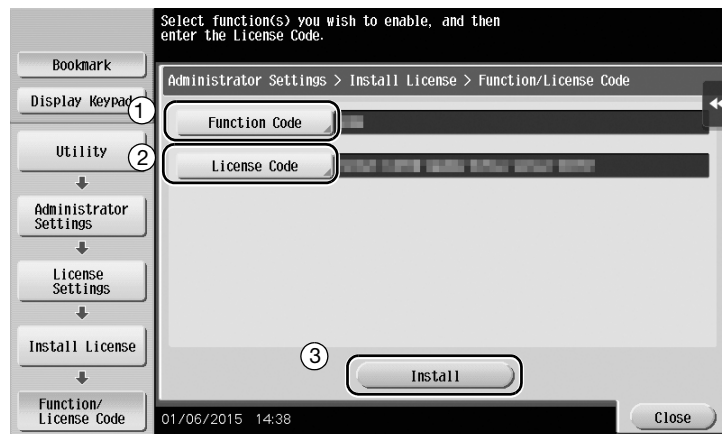 Select function(s) you wish to enable, and then
enter the License Code.
Bookmark
Display Keypad
Utility
Administrator
Settings
License
Settings
Install License
Function/
License Code
Administrator Settings > Install License > Function/License Code
1
Function Code
2
License Code
3
Install
01/06/2015 14:38
Close